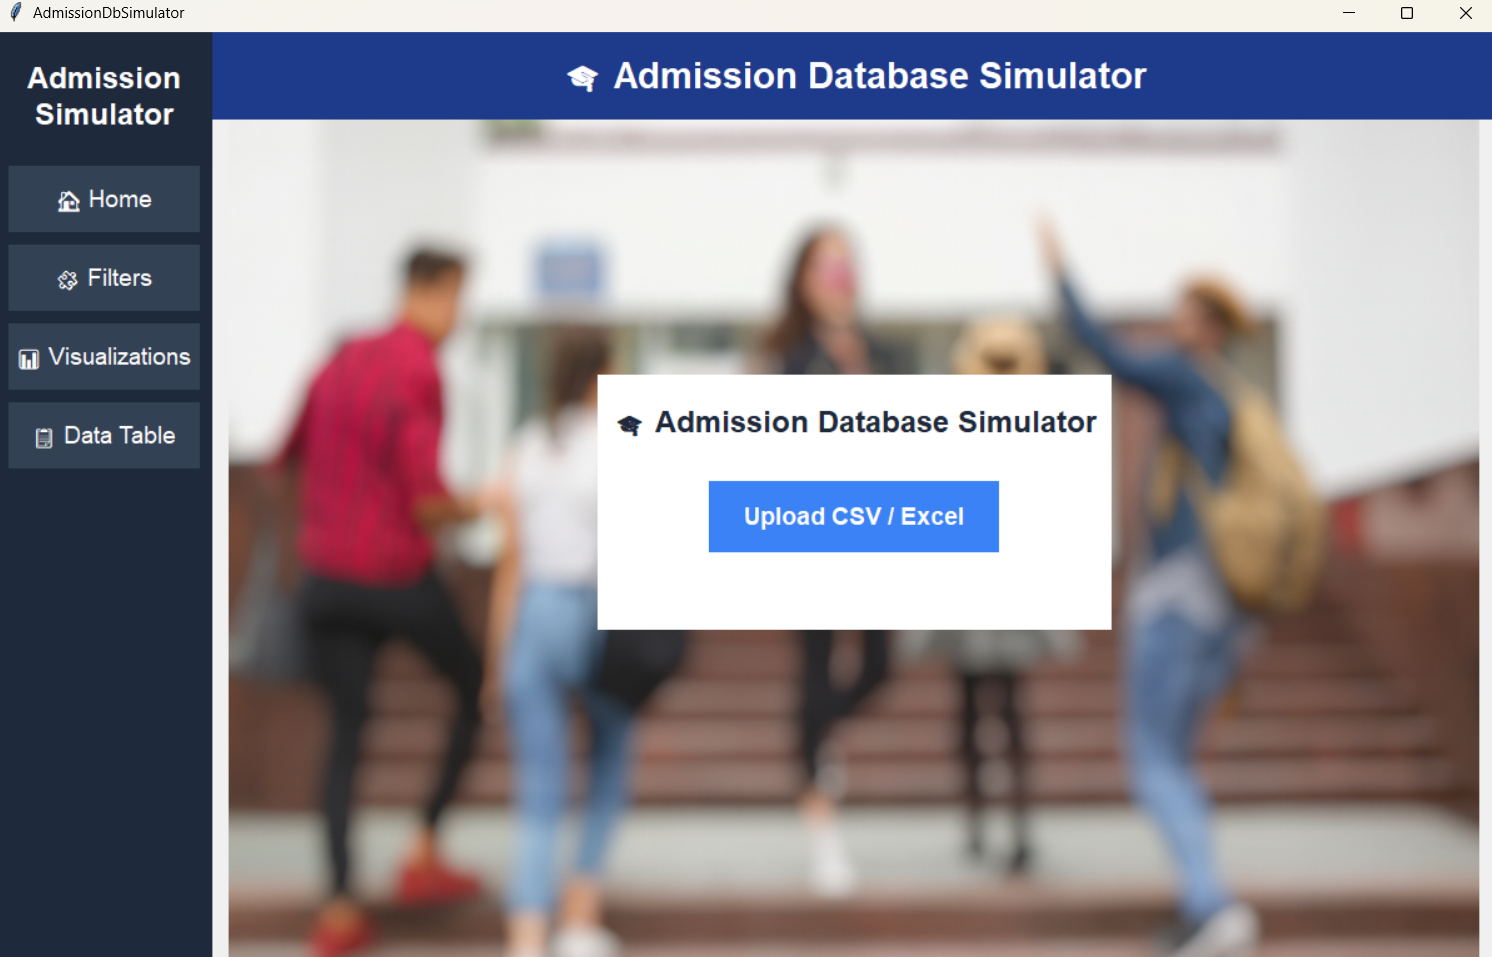 AdmissionDbSimulator
Admission
Simulator
Home
Filters
Visualizations
Data Table
Admission Database Simulator
Admission Database Simulator
Upload CSV / Excel